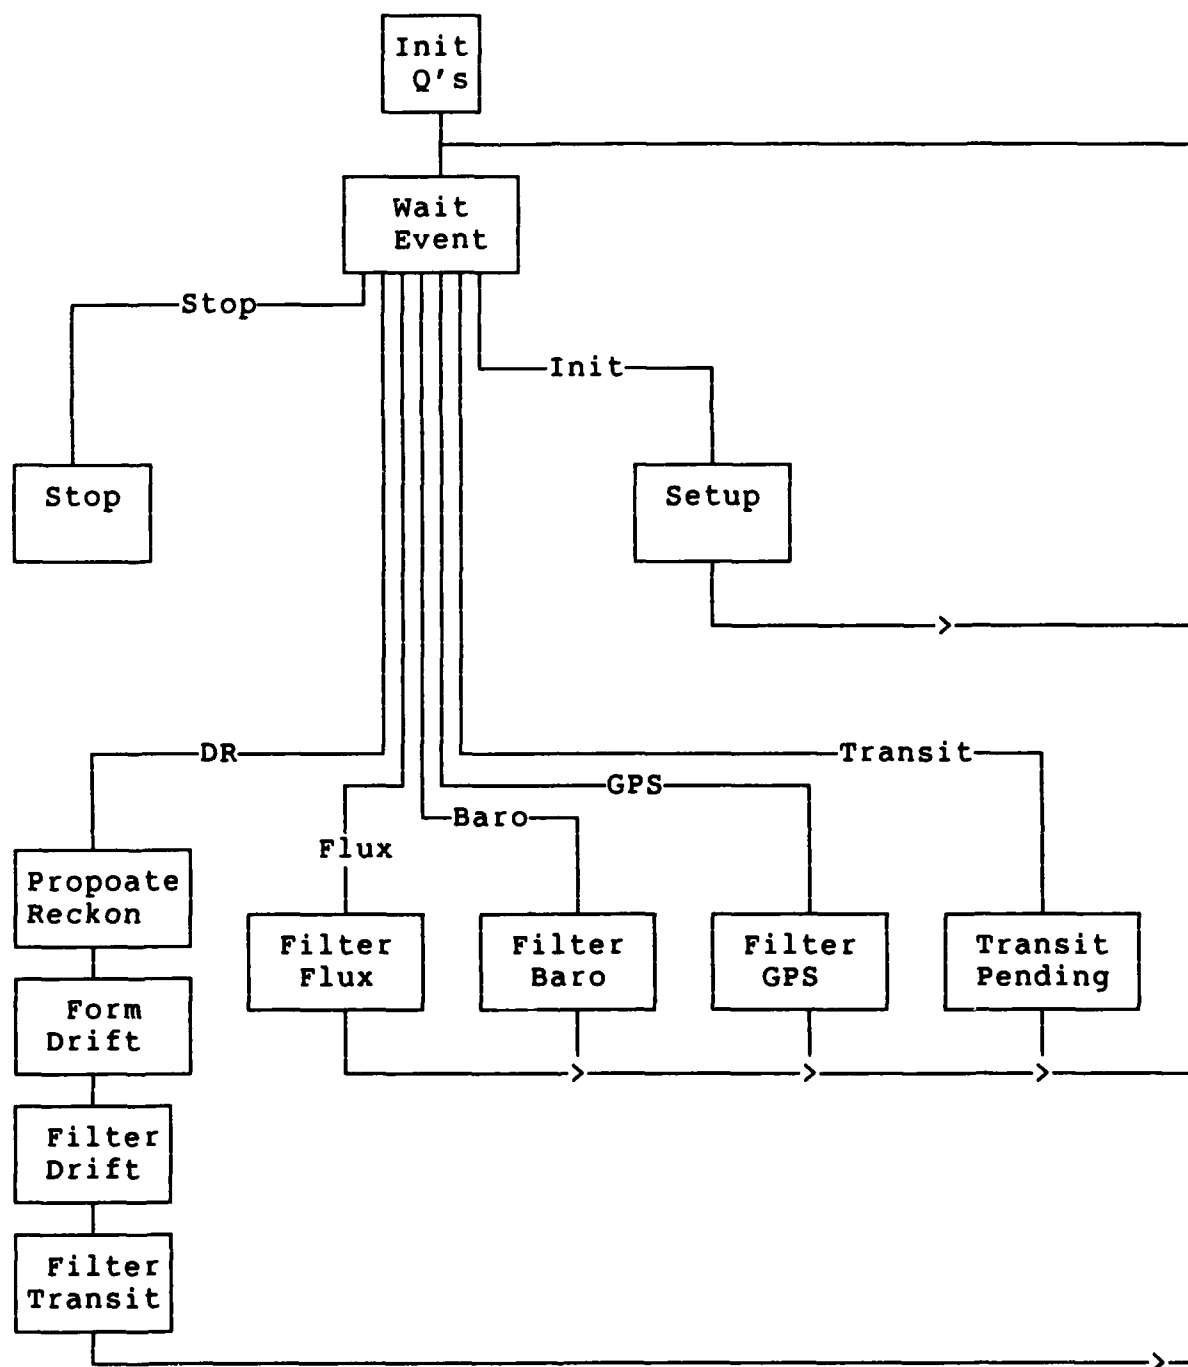 Init
Q's
Wait
Event
Stop
Init
Stop
Setup
DR
Transit
GPS
Baro
Flux
Propoate
Reckon
Filter
Flux
Filter
Baro
Filter
GPS
Transit
Pending
Form
Drift
Filter
Drift
Filter
Transit